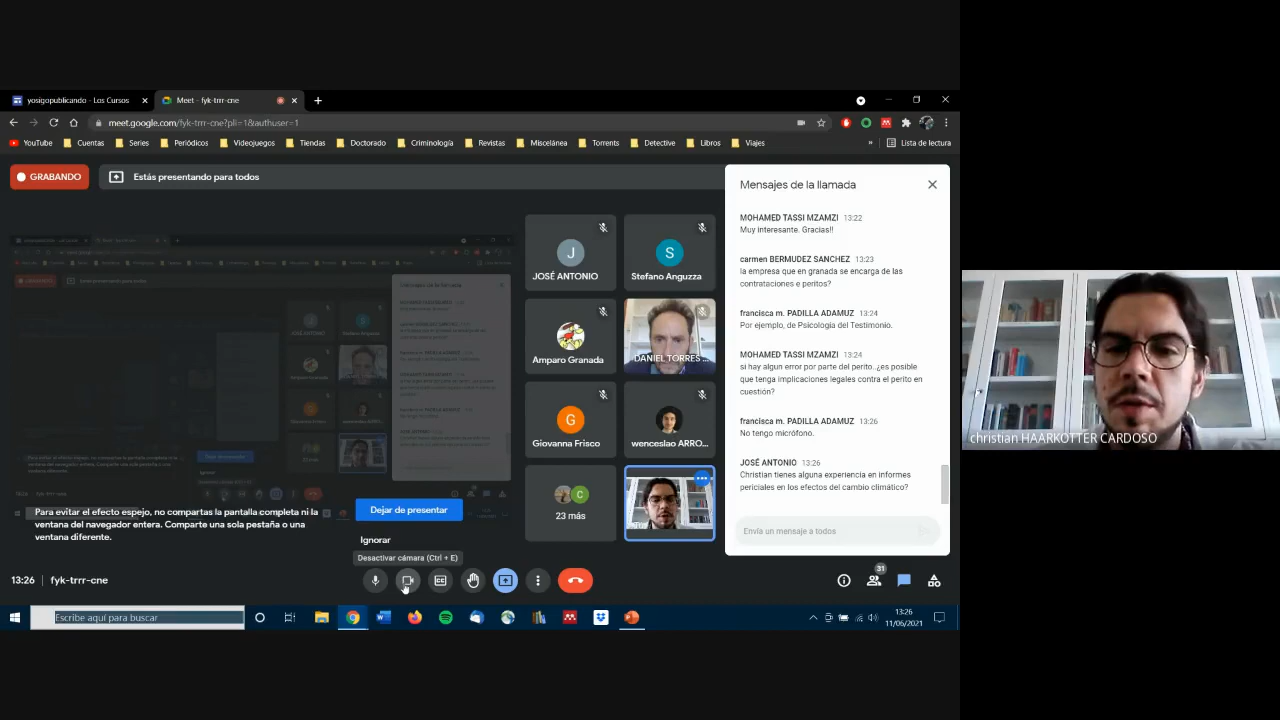 yosigopublicando - Los Cursos
Meet - fyk-trrr-cne
meet.google.com/fyk-trrr-cne?pli=1&authuser=1
YouTube
Cuentas
Series
Periódicos
Videojuegos
Tiendas
Doctorado
Criminología
Revistas
Miscelánea
Torrents
Detective
Libros
Viajes
»
Lista de lectura
GRABANDO
Estás presentando para todos
JOSÉ ANTONIO
Stefano Anguzza
Amparo Granada
DANIEL TORRES ...
Giovanna Frisco
wenceslao ARRO...
23 más
Mensajes de la llamada
MOHAMED TASSI MZAMZI 13:22
Muy interesante. Gracias!!
carmen BERMUDEZ SANCHEZ 13:23
la empresa que en granada se encarga de las
contrataciones e peritos?
francisca m. PADILLA ADAMUZ 13:24
Por ejemplo, de Psicología del Testimonio.
MOHAMED TASSI MZAMZI 13:24
si hay algun error por parte del perito..¿es posible
que tenga implicaciones legales contra el perito en
cuestión?
francisca m. PADILLA ADAMUZ 13:26
No tengo micrófono.
JOSÉ ANTONIO 13:26
Christian tienes alguna experiencia en informes
periciales en los efectos del cambio climático?
Envía un mensaje a todos
Para evitar el efecto espejo, no compartas la pantalla completa ni la
ventana del navegador entera. Comparte una sola pestaña o una
ventana diferente.
Dejar de presentar
Ignorar
Desactivar cámara (Ctrl + E)
13:26 | fyk-trrr-cne
31
Escribe aquí para buscar
13:26
11/06/2021
christian HAARKÖTTER CARDOSO